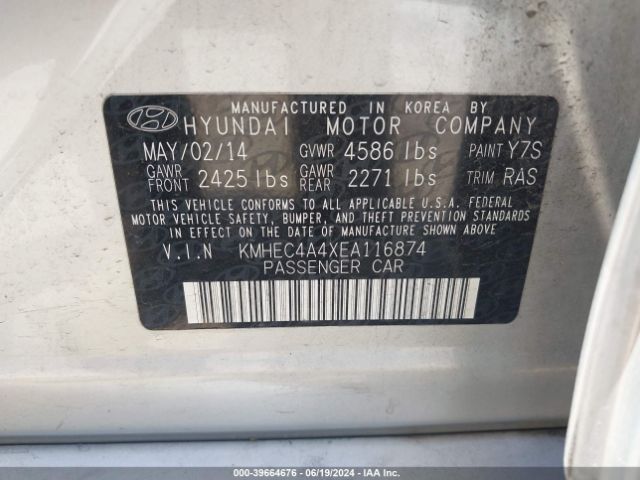 MANUFACTURED IN KOREA BY
HYUNDAI MOTOR COMPANY
MAY/02/14 GVWR 4586 lbs PAINT Y7S
GAWR FRONT 2425 lbs GAWR REAR 2271 lbs TRIM RAS
THIS VEHICLE CONFORMS TO ALL APPLICABLE U.S.A. FEDERAL
MOTOR VEHICLE SAFETY, BUMPER, AND THEFT PREVENTION STANDARDS
IN EFFECT ON THE DATE OF MANUFACTURE SHOWN ABOVE.
V.I.N KMHEC4A4XEA116874
PASSENGER CAR
©2024 - 39664676 - 06/19/2024 - IAA Inc.